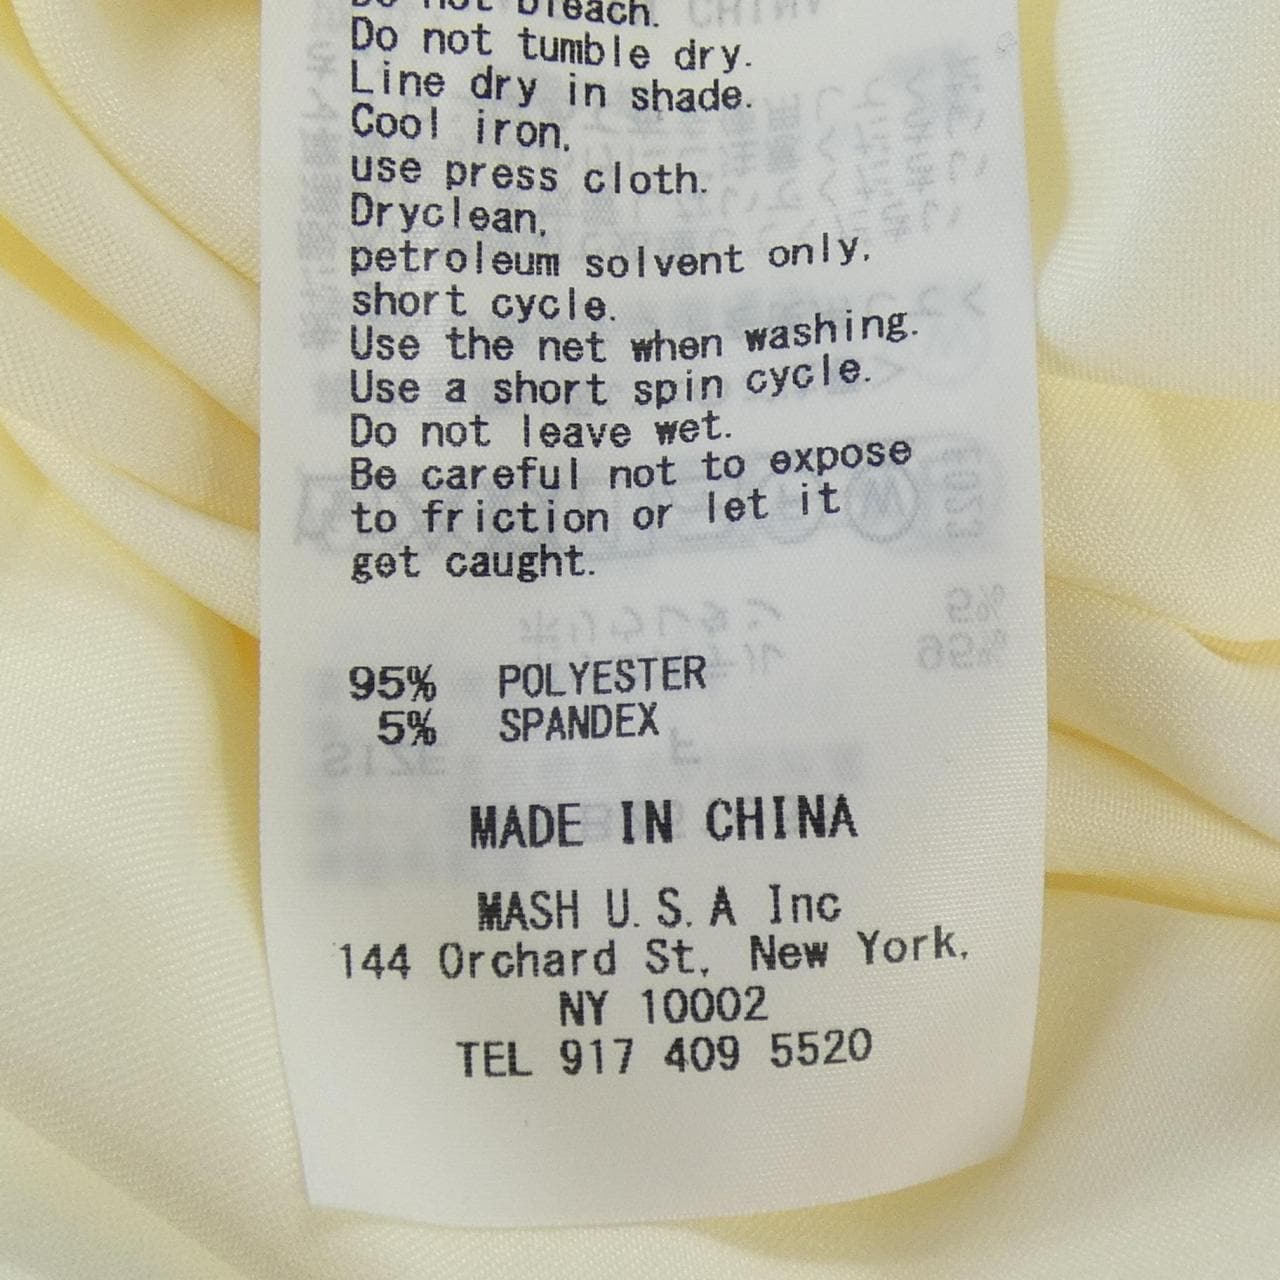 Do not bleach.
Do not tumble dry.
Line dry in shade.
Cool iron,
use press cloth.
Dryclean,
petroleum solvent only,
short cycle.
Use the net when washing.
Use a short spin cycle.
Do not leave wet.
Be careful not to expose
to friction or let it
get caught.
95% POLYESTER
5% SPANDEX
MADE IN CHINA
MASH U.S.A Inc
144 Orchard St, New York,
NY 10002
TEL 917 409 5520